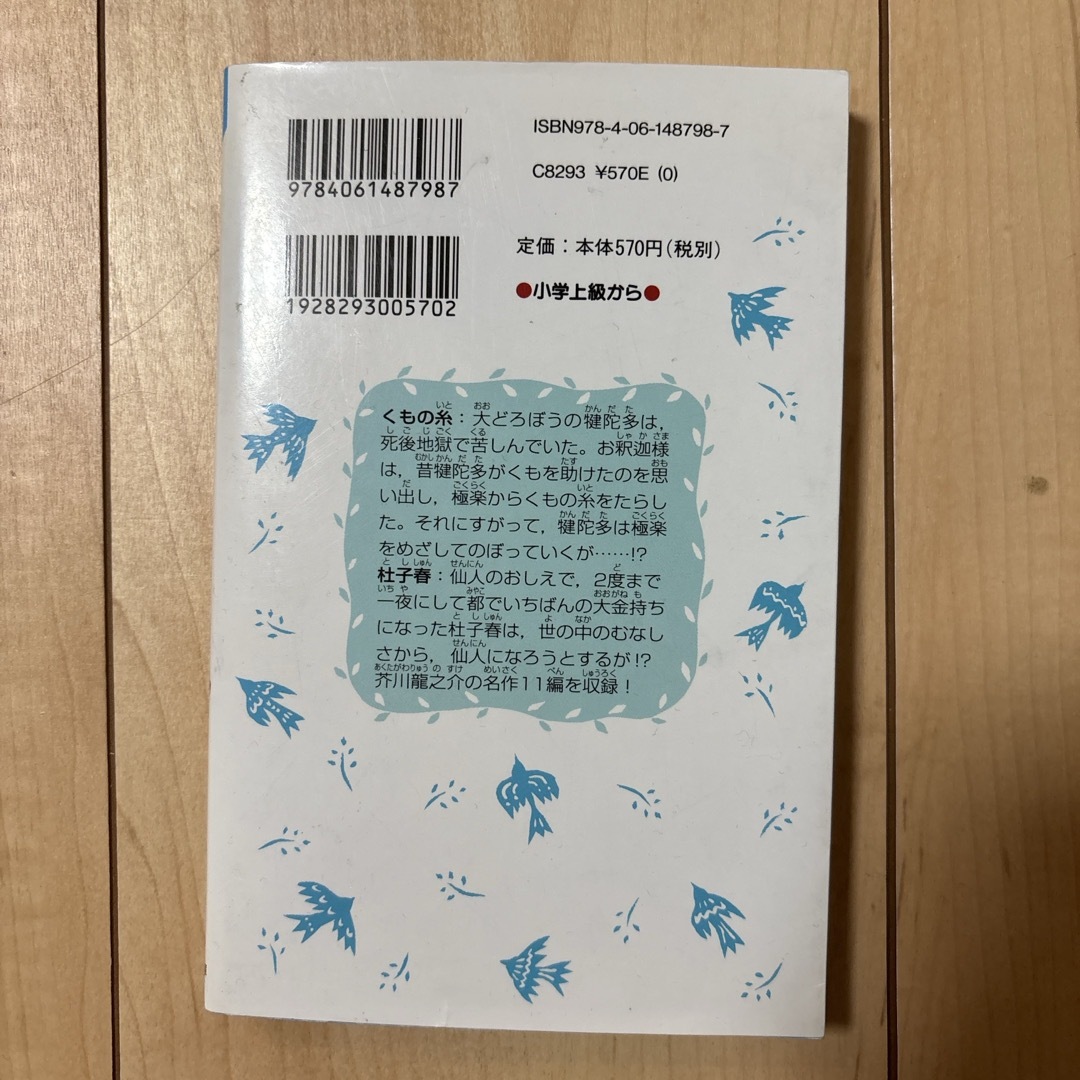 ISBN978-4-06-148798-7
9784061487987
C8293 ¥570E (0)
定価：本体570円（税別）
1928293005702
●小学上級から●
くもの糸：大どろぼうの犍陀多は，
死後地獄で苦しんでいた。お釈迦様
は，昔犍陀多がくもを助けたのを思
い出し，極楽からくもの糸をたらし
た。それにすがって，犍陀多は極楽
をめざしてのぼっていくが……!?
杜子春：仙人のおしえで，2度まで
一夜にして都でいちばんの大金持ち
になった杜子春は，世の中のむなし
さから，仙人になろうとするが!?
芥川龍之介の名作11編を収録！